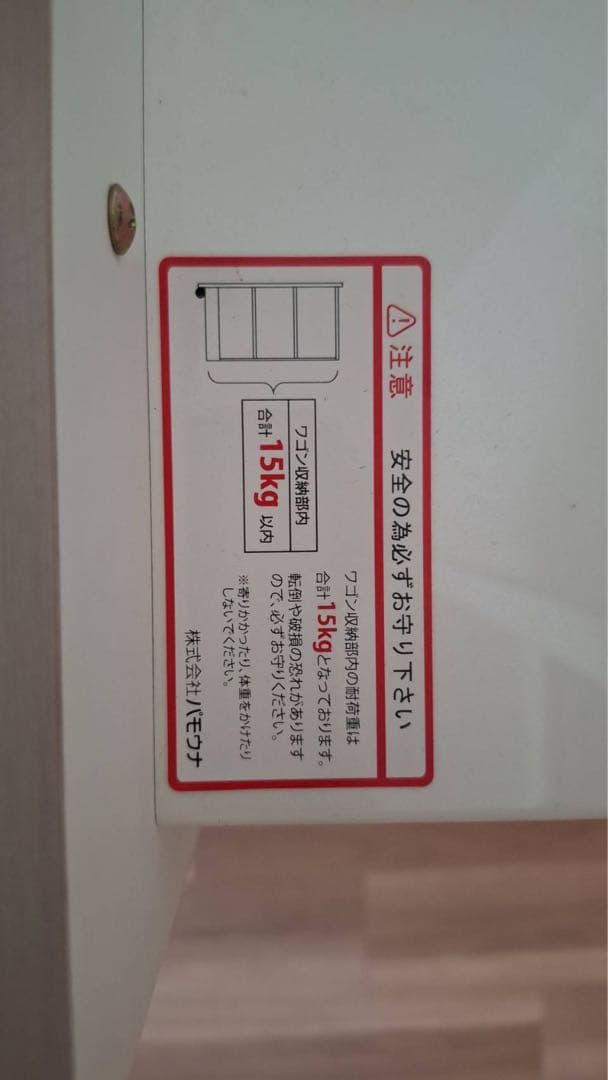 注意 安全の為必ずお守り下さい
ワゴン収納部内
合計15kg以内
ワゴン収納部内の耐荷重は
合計15kgとなっております。
転倒や破損の恐れがあります
ので、必ずお守りください。
※寄りかかったり、体重をかけたり
しないでください。
株式会社パモウナ